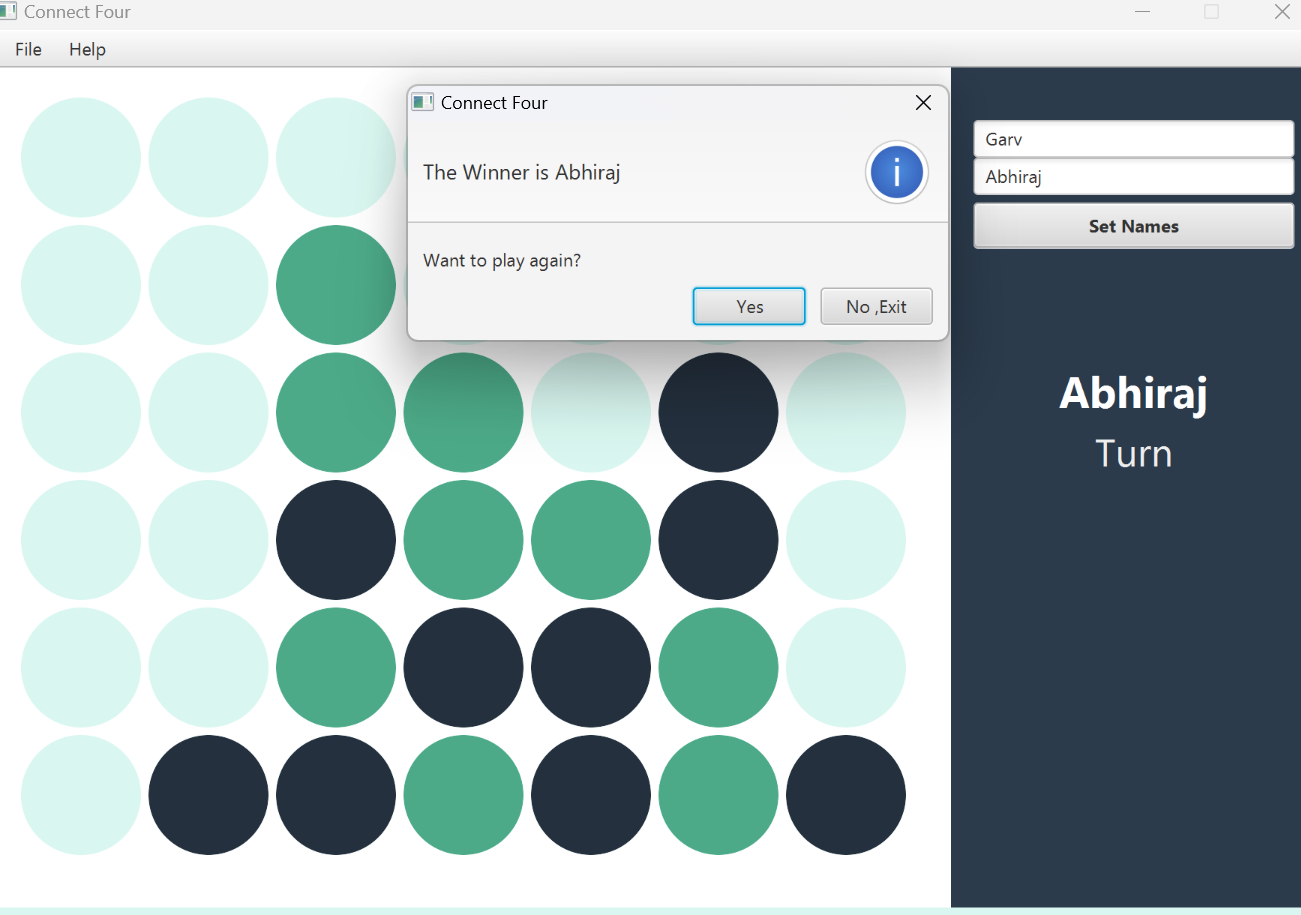 Connect Four
File Help
Connect Four
The Winner is Abhiraj
i
Want to play again?
Yes No ,Exit
Garv
Abhiraj
Set Names
Abhiraj
Turn